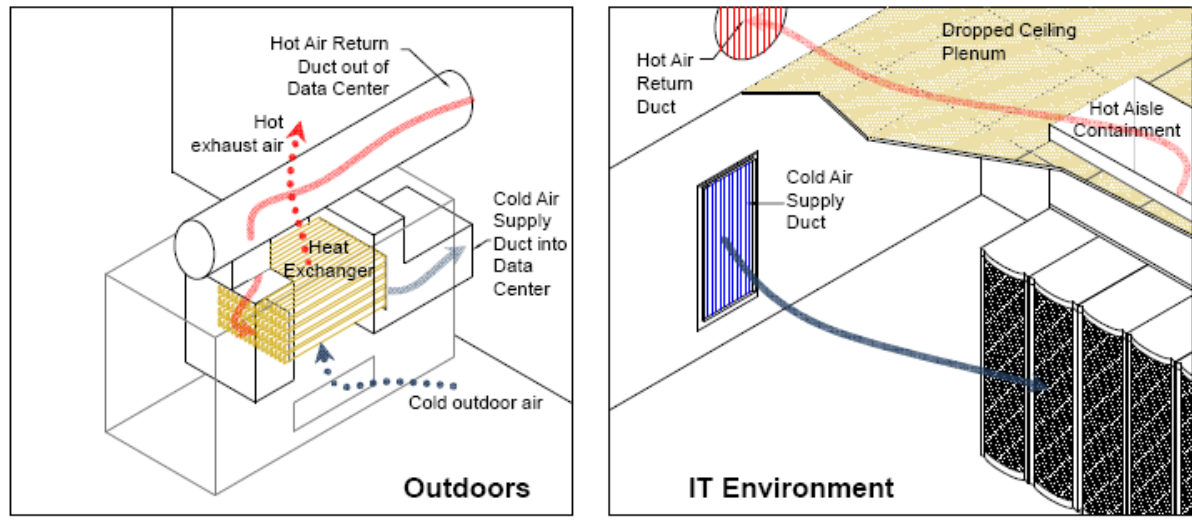 Hot Air Return
Duct out of
Data Center
Hot
exhaust air
Cold Air
Supply
Duct into
Data
Center
Heat
Exchanger
Cold outdoor air
Outdoors
Dropped Ceiling
Plenum
Hot Air
Return
Duct
Hot Aisle
Containment
Cold Air
Supply
Duct
IT Environment